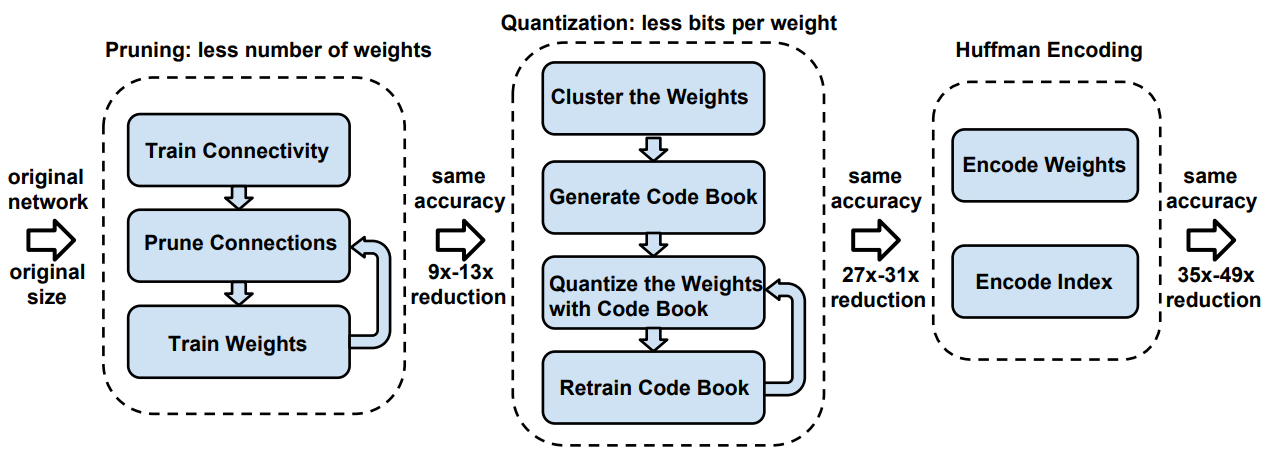 Quantization: less bits per weight
Pruning: less number of weights
Huffman Encoding
original
network
original
size
Train Connectivity
Prune Connections
Train Weights
same
accuracy
9x-13x
reduction
Cluster the Weights
Generate Code Book
Quantize the Weights
with Code Book
Retrain Code Book
same
accuracy
27x-31x
reduction
Encode Weights
Encode Index
same
accuracy
35x-49x
reduction